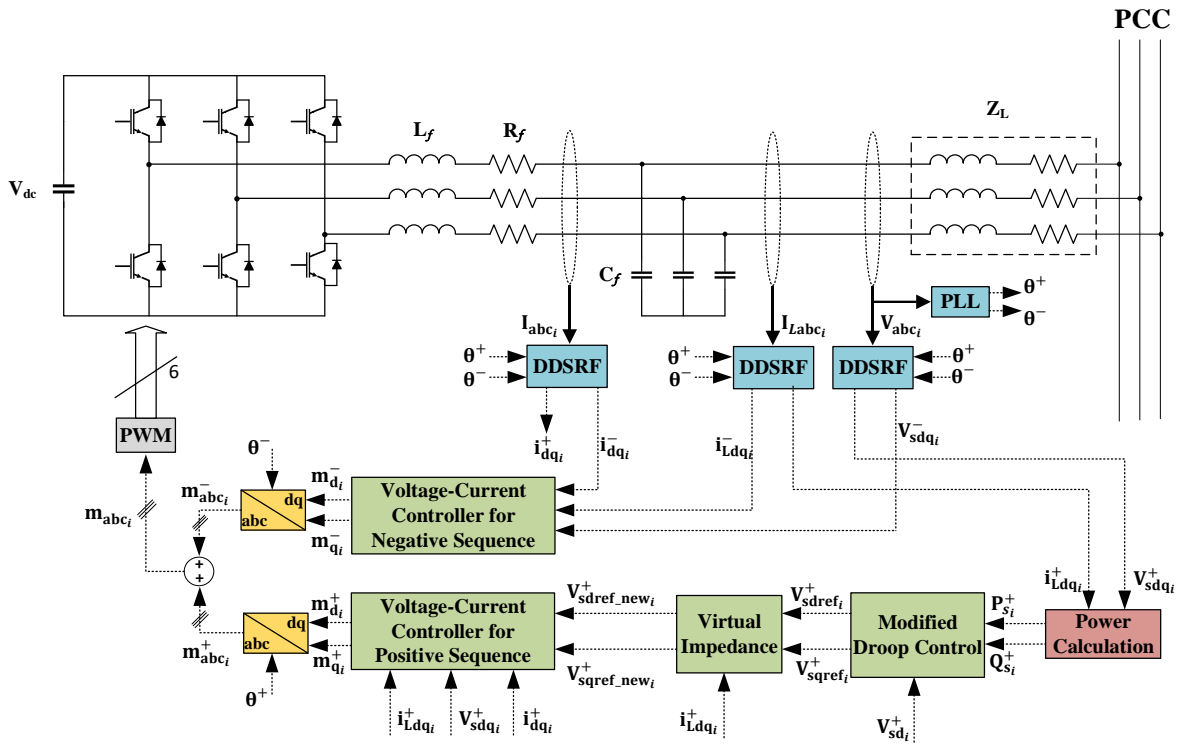 PCC
Z_L
L_f
R_f
V_dc
C_f
PLL
θ⁺
θ⁻
I_abc_i
I_Labc_i
V_abc_i
θ⁺
θ⁻
DDSRF
θ⁺
θ⁻
DDSRF
DDSRF
θ⁺
θ⁻
6
PWM
i⁺_dq_i
i⁻_dq_i
i⁻_Ldq_i
V⁻_sdq_i
θ⁻
m⁻_abc_i
dq
abc
m⁻_d_i
m⁻_q_i
Voltage-Current
Controller for
Negative Sequence
m_abc_i
+
+
i⁺_Ldq_i
V⁺_sdq_i
m⁺_abc_i
dq
abc
m⁺_d_i
m⁺_q_i
Voltage-Current
Controller for
Positive Sequence
V⁺_sdref_new_i
V⁺_sqref_new_i
Virtual
Impedance
V⁺_sdref_i
V⁺_sqref_i
Modified
Droop Control
P⁺_s_i
Q⁺_s_i
Power
Calculation
θ⁺
i⁺_Ldq_i
V⁺_sdq_i
i⁺_dq_i
i⁺_Ldq_i
V⁺_sd_i